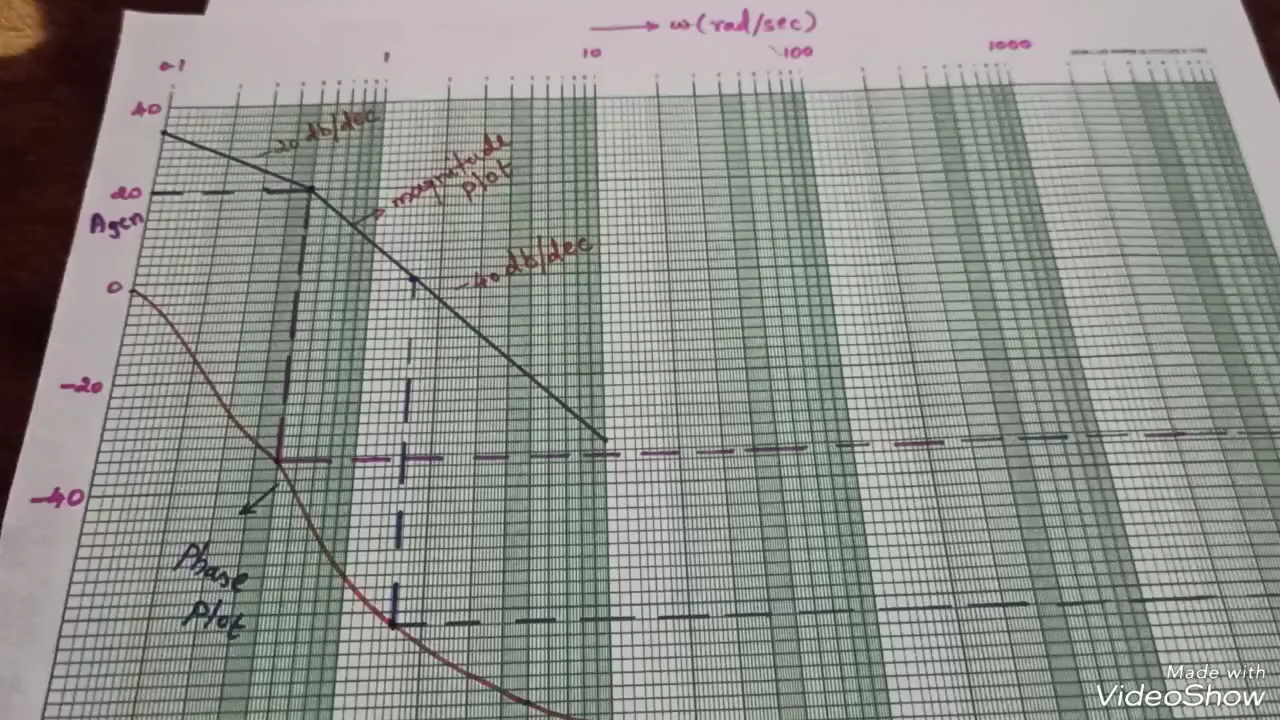 ω(rad/sec)
0.1 1 10 100 1000
40
-20 db/dec
magnitude
plot
20
-40 db/dec
0
-20
-40
Phase
Plot
Made with
VideoShow